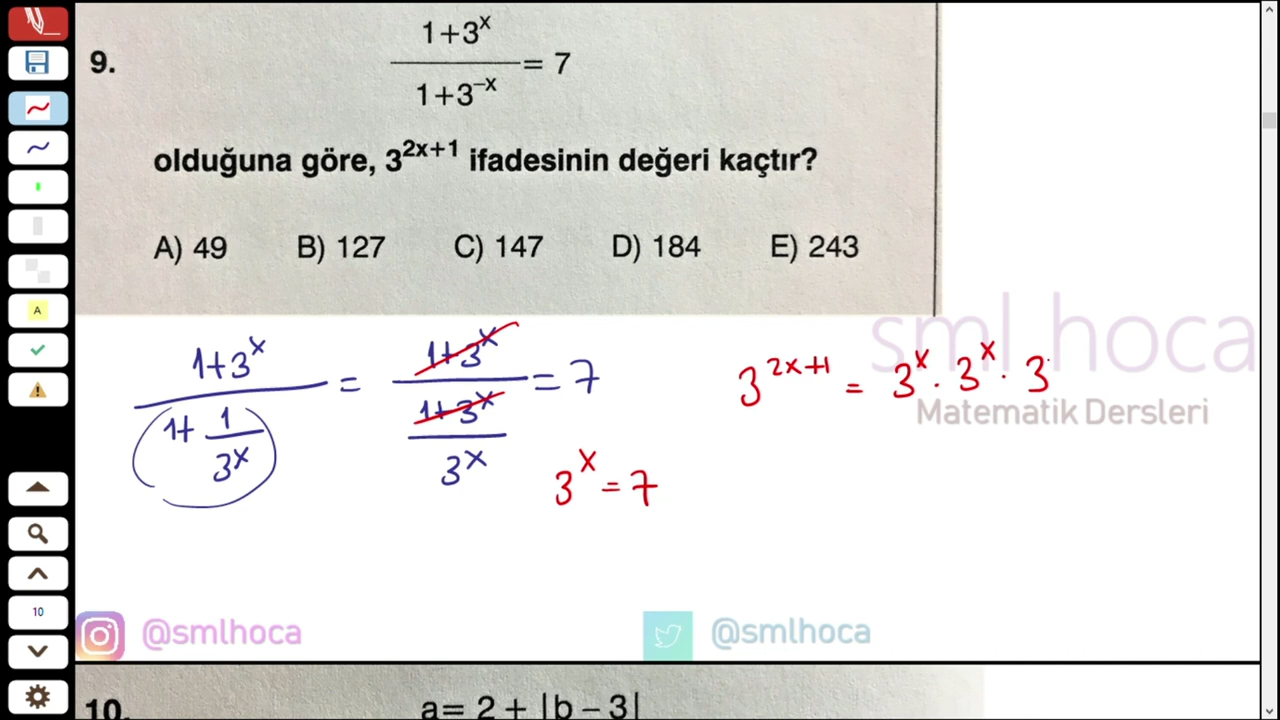 9.
1+3^x / 1+3^-x = 7
olduğuna göre, 3^2x+1 ifadesinin değeri kaçtır?
A) 49 B) 127 C) 147 D) 184 E) 243
sml hoca
Matematik Dersleri
1+3^x / 1+ 1/3^x = 1+3^x / 1+3^x / 3^x = 7
3^x = 7
3^2x+1 = 3^x . 3^x . 3
A
10
@smlhoca @smlhoca
10. a= 2 + |b − 3|